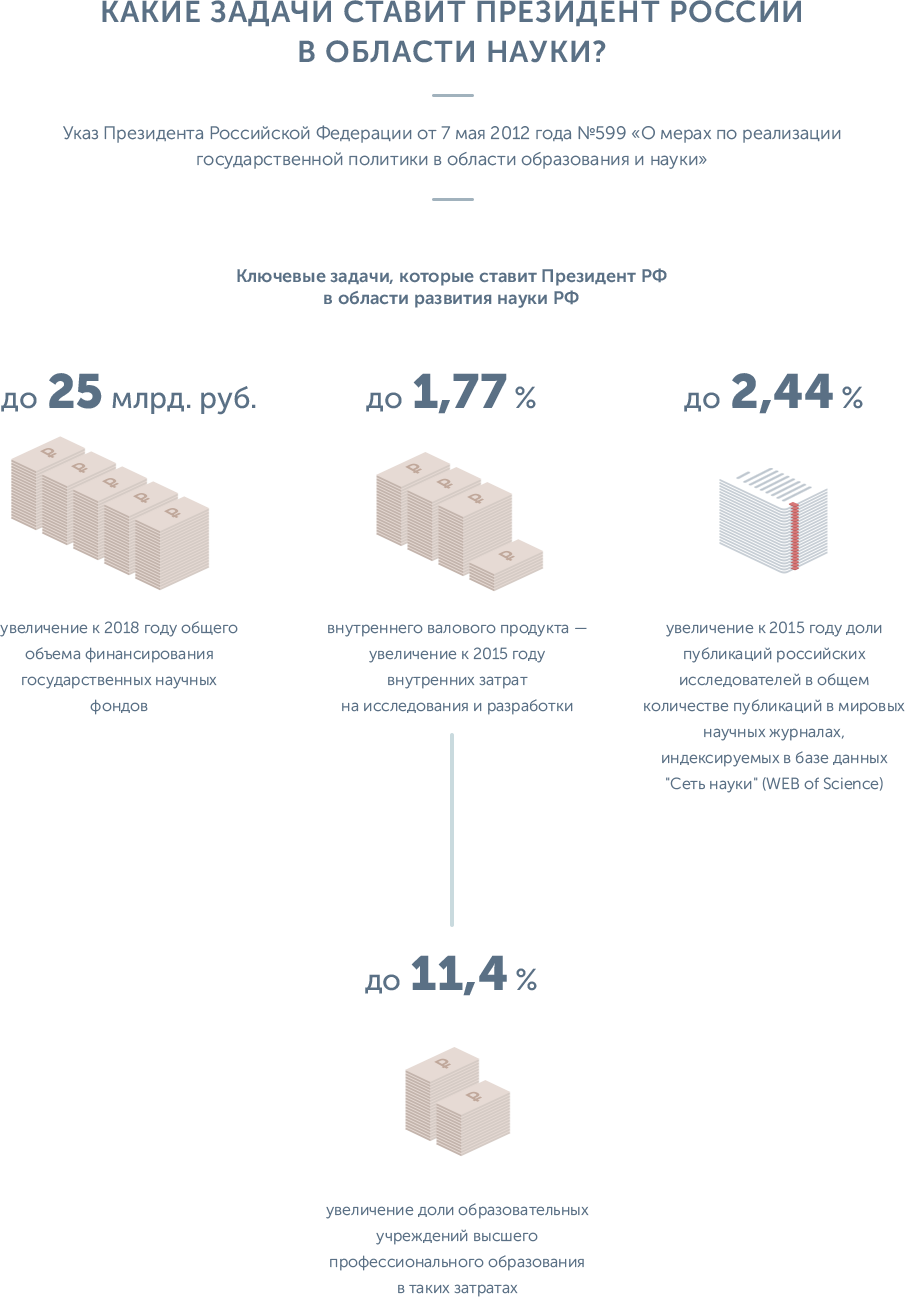 КАКИЕ ЗАДАЧИ СТАВИТ ПРЕЗИДЕНТ РОССИИ
В ОБЛАСТИ НАУКИ?
Указ Президента Российской Федерации от 7 мая 2012 года №599 «О мерах по реализации
государственной политики в области образования и науки»
Ключевые задачи, которые ставит Президент РФ
в области развития науки РФ
до 25 млрд. руб.
увеличение к 2018 году общего
объема финансирования
государственных научных
фондов
до 1,77 %
внутреннего валового продукта —
увеличение к 2015 году
внутренних затрат
на исследования и разработки
до 2,44 %
увеличение к 2015 году доли
публикаций российских
исследователей в общем
количестве публикаций в мировых
научных журналах,
индексируемых в базе данных
"Сеть науки" (WEB of Science)
до 11,4 %
увеличение доли образовательных
учреждений высшего
профессионального образования
в таких затратах